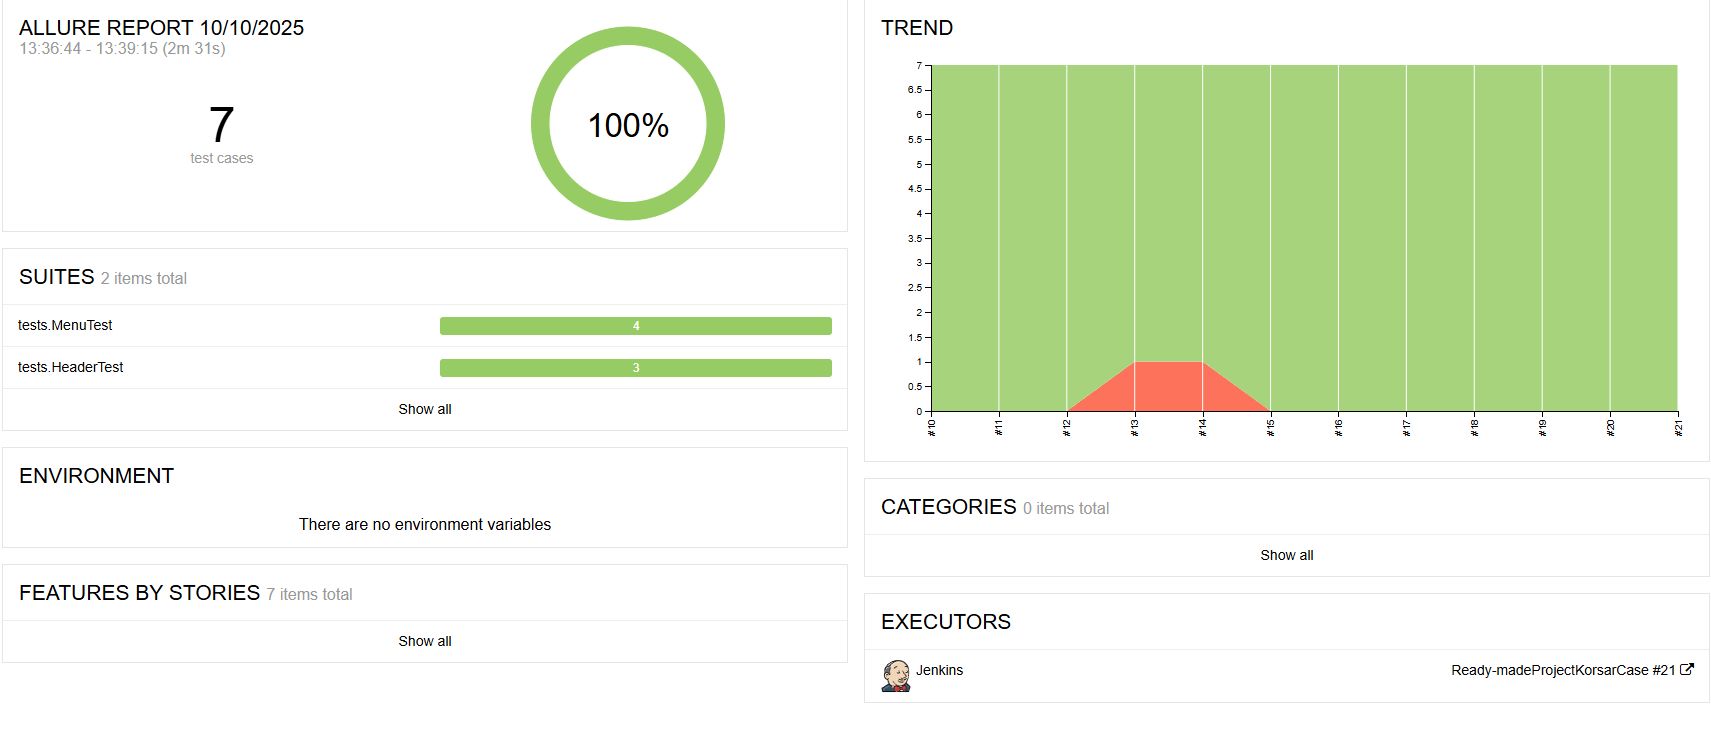 ALLURE REPORT 10/10/2025
13:36:44 - 13:39:15 (2m 31s)
7
test cases
100%
SUITES 2 items total
tests.MenuTest 4
tests.HeaderTest 3
Show all
ENVIRONMENT
There are no environment variables
FEATURES BY STORIES 7 items total
Show all
TREND
7
6.5
6
5.5
5
4.5
4
3.5
3
2.5
2
1.5
1
0.5
0
#10 #11 #12 #13 #14 #15 #16 #17 #18 #19 #20 #21
CATEGORIES 0 items total
Show all
EXECUTORS
Jenkins Ready-madeProjectKorsarCase #21